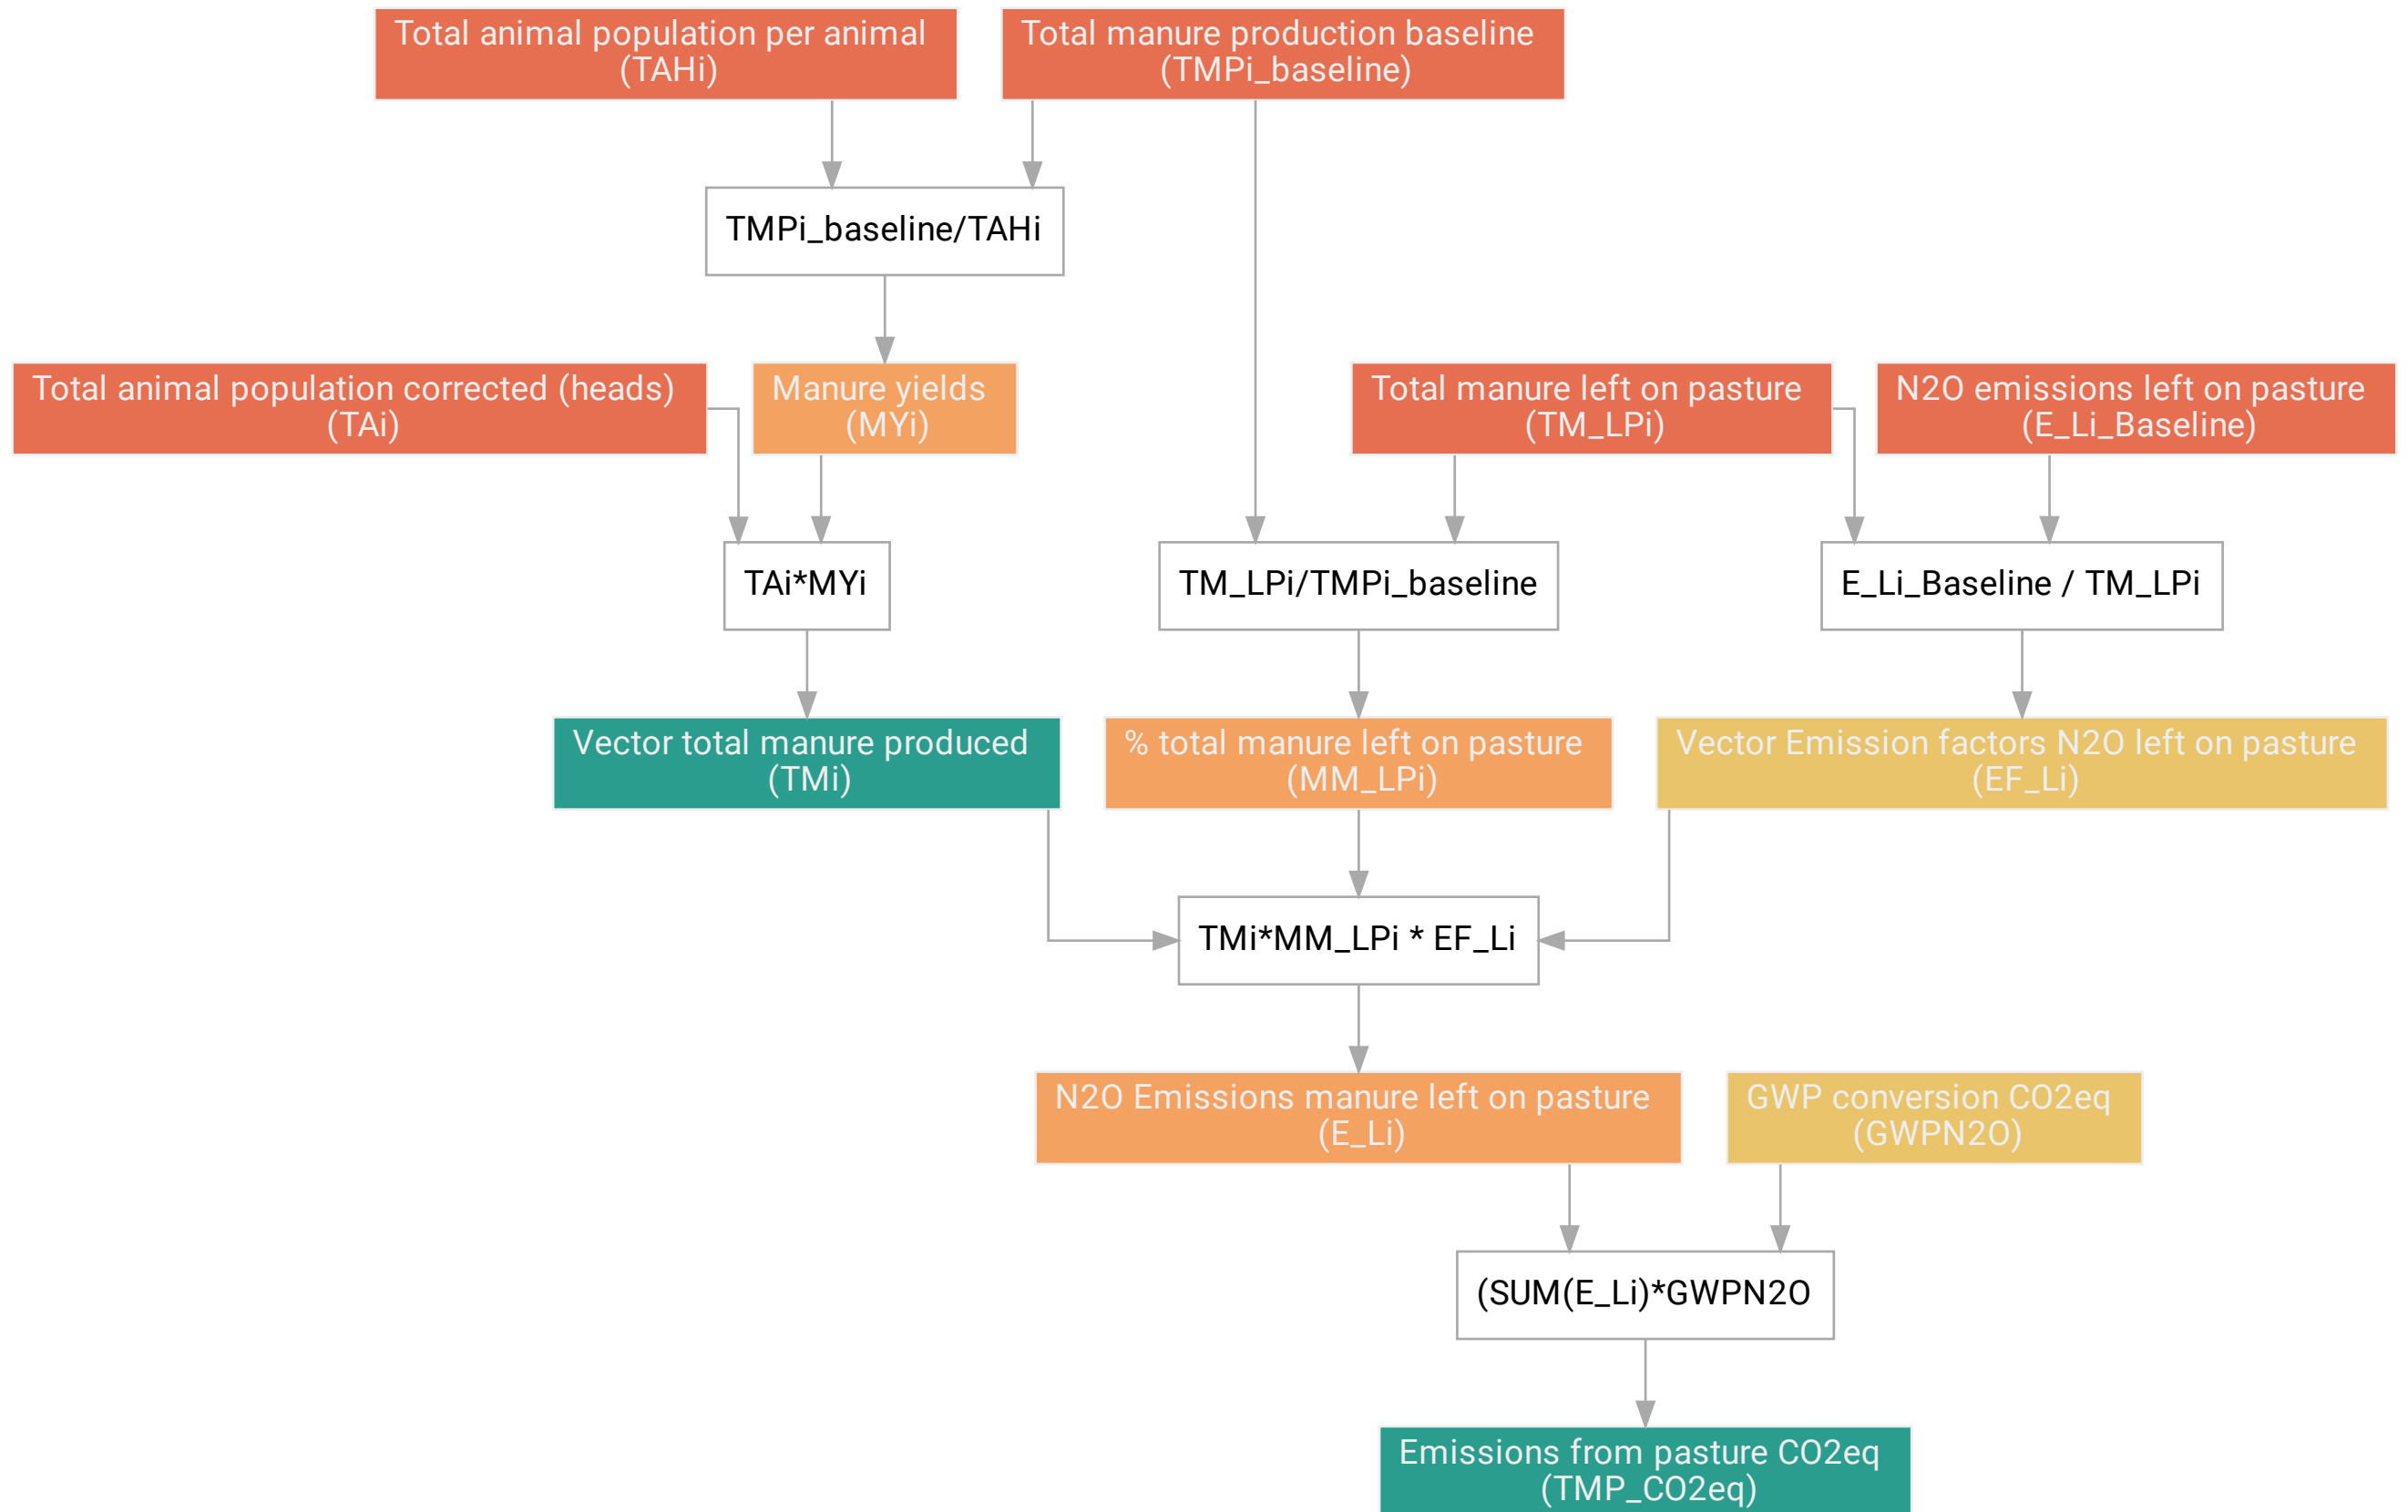 Total animal population per animal
(TAHi)
Total manure production baseline
(TMPi_baseline)
TMPi_baseline/TAHi
Total animal population corrected (heads)
(TAi)
Manure yields
(MYi)
Total manure left on pasture
(TM_LPi)
N2O emissions left on pasture
(E_Li_Baseline)
TAi*MYi
TM_LPi/TMPi_baseline
E_Li_Baseline / TM_LPi
Vector total manure produced
(TMi)
% total manure left on pasture
(MM_LPi)
Vector Emission factors N2O left on pasture
(EF_Li)
TMi*MM_LPi * EF_Li
N2O Emissions manure left on pasture
(E_Li)
GWP conversion CO2eq
(GWPN2O)
(SUM(E_Li)*GWPN2O
Emissions from pasture CO2eq
(TMP_CO2eq)